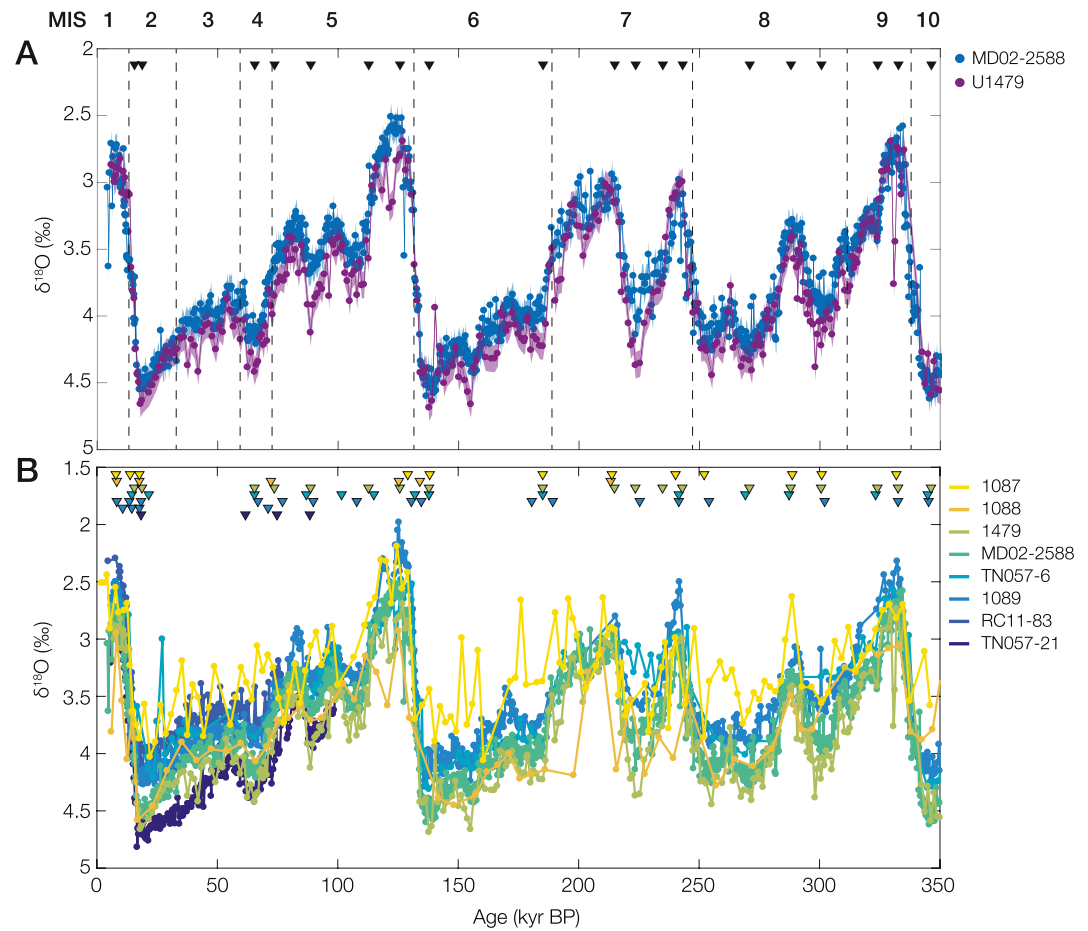 MIS 1 2 3 4 5 6 7 8 9 10
A
MD02-2588
U1479
2
2.5
3
3.5
4
4.5
5
δ¹⁸O (‰)
B
1.5
2
2.5
3
3.5
4
4.5
5
δ¹⁸O (‰)
1087
1088
1479
MD02-2588
TN057-6
1089
RC11-83
TN057-21
0 50 100 150 200 250 300 350
Age (kyr BP)